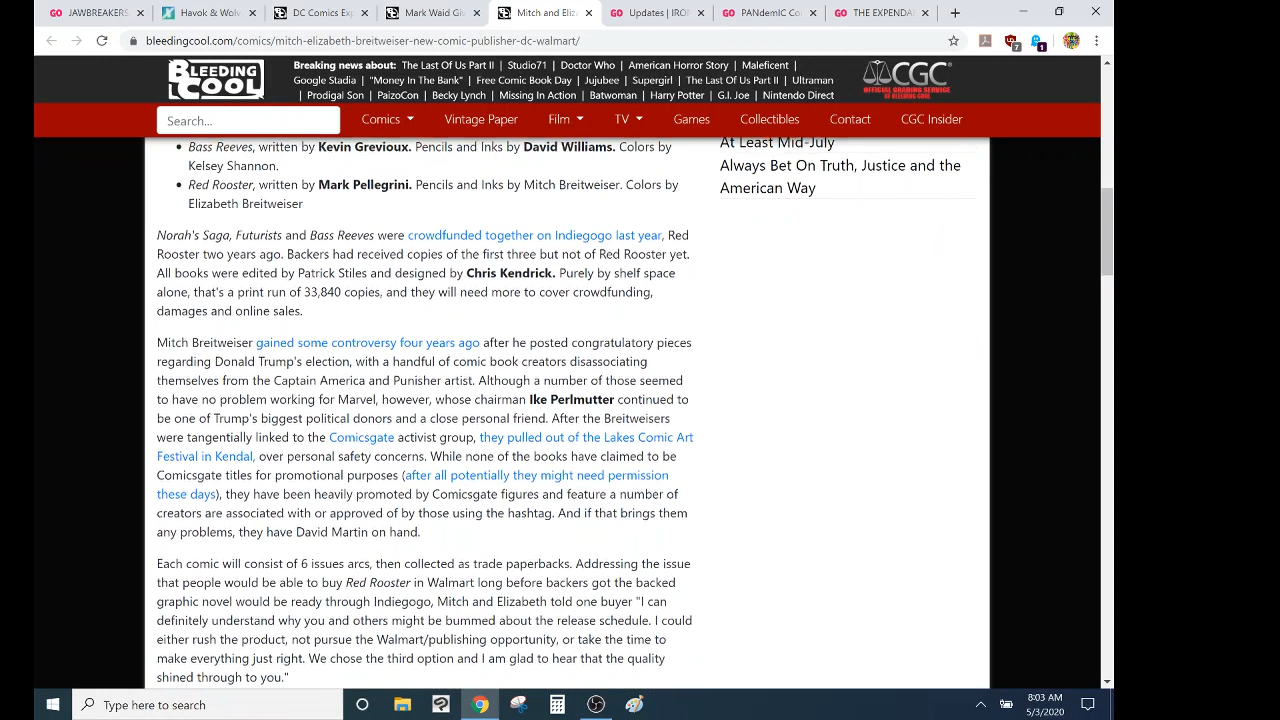 JAWBREAKERS
Havok & Wolv
DC Comics Exp
Mark Waid Giv
Mitch and Eliz
Updates | IRON
PANdemIC Com
THE EXPENDA
bleedingcool.com/comics/mitch-elizabeth-breitweiser-new-comic-publisher-dc-walmart/
7
1
BLEEDING COOL
Breaking news about: The Last Of Us Part II | Studio71 | Doctor Who | American Horror Story | Maleficent |
Google Stadia | "Money In The Bank" | Free Comic Book Day | Jujubee | Supergirl | The Last Of Us Part II | Ultraman
| Prodigal Son | PaizoCon | Becky Lynch | Missing In Action | Batwoman | Harry Potter | G.I. Joe | Nintendo Direct
CGC
OFFICIAL GRADING SERVICE
OF BLEEDING COOL
Search...
Comics
Vintage Paper
Film
TV
Games
Collectibles
Contact
CGC Insider
Bass Reeves, written by Kevin Grevioux. Pencils and Inks by David Williams. Colors by
Kelsey Shannon.
Red Rooster, written by Mark Pellegrini. Pencils and Inks by Mitch Breitweiser. Colors by
Elizabeth Breitweiser
Norah's Saga, Futurists and Bass Reeves were crowdfunded together on Indiegogo last year, Red
Rooster two years ago. Backers had received copies of the first three but not of Red Rooster yet.
All books were edited by Patrick Stiles and designed by Chris Kendrick. Purely by shelf space
alone, that's a print run of 33,840 copies, and they will need more to cover crowdfunding,
damages and online sales.
Mitch Breitweiser gained some controversy four years ago after he posted congratulatory pieces
regarding Donald Trump's election, with a handful of comic book creators disassociating
themselves from the Captain America and Punisher artist. Although a number of those seemed
to have no problem working for Marvel, however, whose chairman Ike Perlmutter continued to
be one of Trump's biggest political donors and a close personal friend. After the Breitweisers
were tangentially linked to the Comicsgate activist group, they pulled out of the Lakes Comic Art
Festival in Kendal, over personal safety concerns. While none of the books have claimed to be
Comicsgate titles for promotional purposes (after all potentially they might need permission
these days), they have been heavily promoted by Comicsgate figures and feature a number of
creators are associated with or approved of by those using the hashtag. And if that brings them
any problems, they have David Martin on hand.
Each comic will consist of 6 issues arcs, then collected as trade paperbacks. Addressing the issue
that people would be able to buy Red Rooster in Walmart long before backers got the backed
graphic novel would be ready through Indiegogo, Mitch and Elizabeth told one buyer "I can
definitely understand why you and others might be bummed about the release schedule. I could
either rush the product, not pursue the Walmart/publishing opportunity, or take the time to
make everything just right. We chose the third option and I am glad to hear that the quality
shined through to you."
At Least Mid-July
Always Bet On Truth, Justice and the
American Way
Type here to search
8:03 AM
5/3/2020